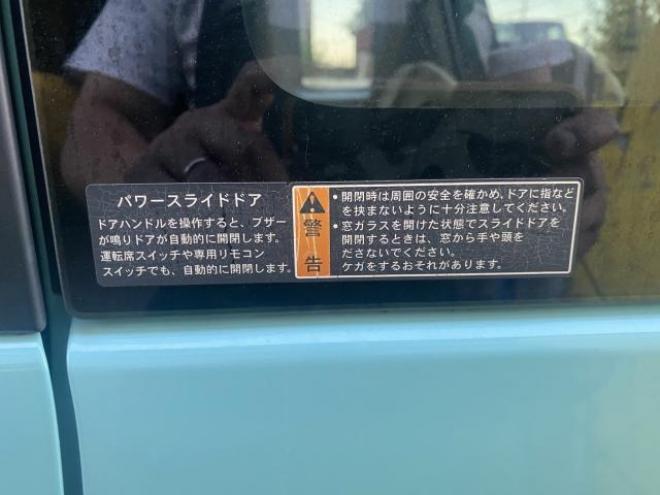 パワースライドドア
ドアハンドルを操作すると、ブザー
が鳴りドアが自動的に開閉します。
運転席スイッチや専用リモコン
スイッチでも、自動的に開閉します。
警告
・開閉時は周囲の安全を確かめ、ドアに指など
を挟まないように十分注意してください。
・窓ガラスを開けた状態でスライドドアを
開閉するときは、窓から手や頭を
ださないでください。
ケガをするおそれがあります。